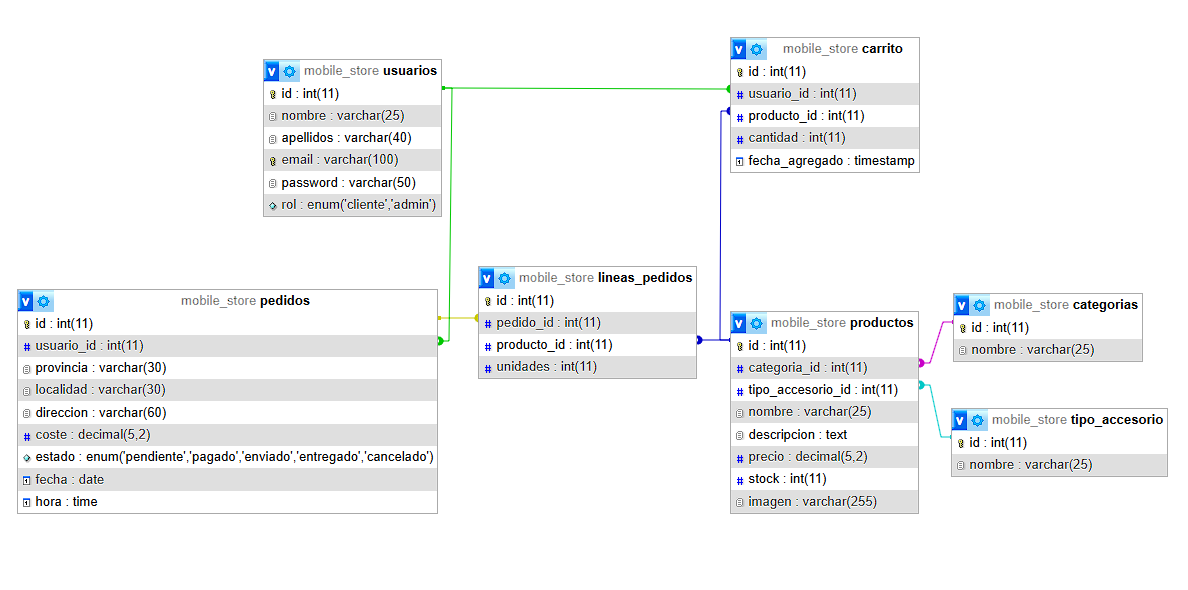 v mobile_store usuarios
id : int(11)
nombre : varchar(25)
apellidos : varchar(40)
email : varchar(100)
password : varchar(50)
rol : enum('cliente','admin')
v mobile_store carrito
id : int(11)
# usuario_id : int(11)
# producto_id : int(11)
# cantidad : int(11)
fecha_agregado : timestamp
v mobile_store pedidos
id : int(11)
# usuario_id : int(11)
provincia : varchar(30)
localidad : varchar(30)
direccion : varchar(60)
# coste : decimal(5,2)
estado : enum('pendiente','pagado','enviado','entregado','cancelado')
fecha : date
hora : time
v mobile_store lineas_pedidos
id : int(11)
# pedido_id : int(11)
# producto_id : int(11)
# unidades : int(11)
v mobile_store productos
id : int(11)
# categoria_id : int(11)
# tipo_accesorio_id : int(11)
nombre : varchar(25)
descripcion : text
# precio : decimal(5,2)
# stock : int(11)
imagen : varchar(255)
v mobile_store categorias
id : int(11)
nombre : varchar(25)
v mobile_store tipo_accesorio
id : int(11)
nombre : varchar(25)